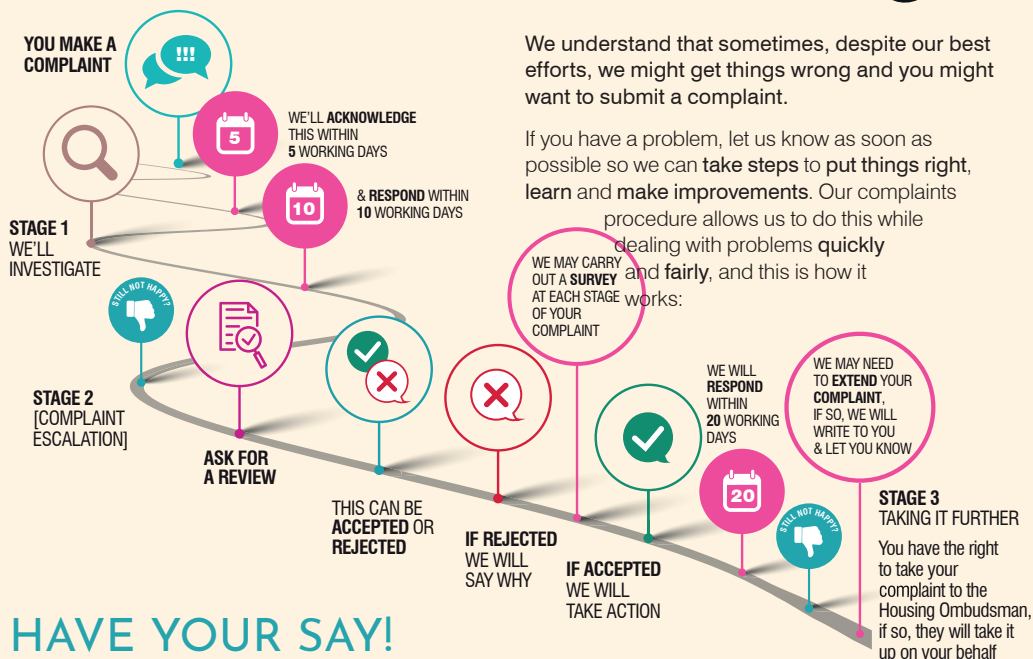 YOU MAKE A
COMPLAINT
!!!
5
WE'LL ACKNOWLEDGE
THIS WITHIN
5 WORKING DAYS
10
& RESPOND WITHIN
10 WORKING DAYS
STAGE 1
WE'LL
INVESTIGATE
We understand that sometimes, despite our best
efforts, we might get things wrong and you might
want to submit a complaint.
If you have a problem, let us know as soon as
possible so we can take steps to put things right,
learn and make improvements. Our complaints
procedure allows us to do this while
dealing with problems quickly
and fairly, and this is how it
works:
STILL NOT HAPPY?
STAGE 2
[COMPLAINT
ESCALATION]
ASK FOR
A REVIEW
THIS CAN BE
ACCEPTED OR
REJECTED
IF REJECTED
WE WILL
SAY WHY
WE MAY CARRY
OUT A SURVEY
AT EACH STAGE
OF YOUR
COMPLAINT
IF ACCEPTED
WE WILL
TAKE ACTION
WE WILL
RESPOND
WITHIN
20 WORKING
DAYS
20
STILL NOT HAPPY?
WE MAY NEED
TO EXTEND YOUR
COMPLAINT,
IF SO, WE WILL
WRITE TO YOU
& LET YOU KNOW
STAGE 3
TAKING IT FURTHER
You have the right
to take your
complaint to the
Housing Ombudsman,
if so, they will take it
up on your behalf
HAVE YOUR SAY!